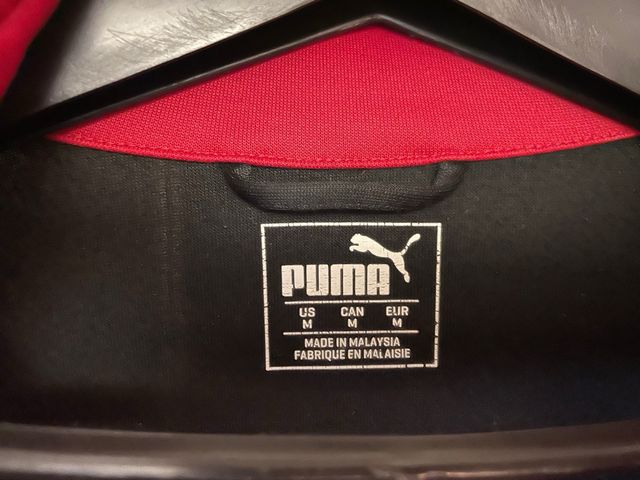 PUMA
US CAN EUR
M M M
MADE IN MALAYSIA
FABRIQUE EN MALAISIE